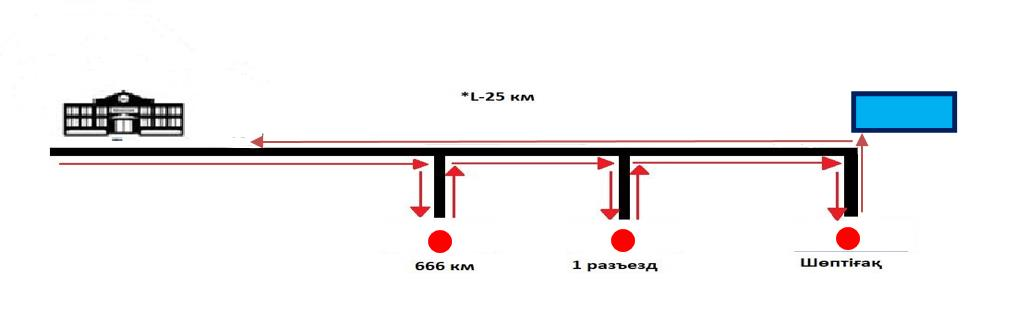 *L-25 км
666 км
1 разъезд
Шөптіғақ